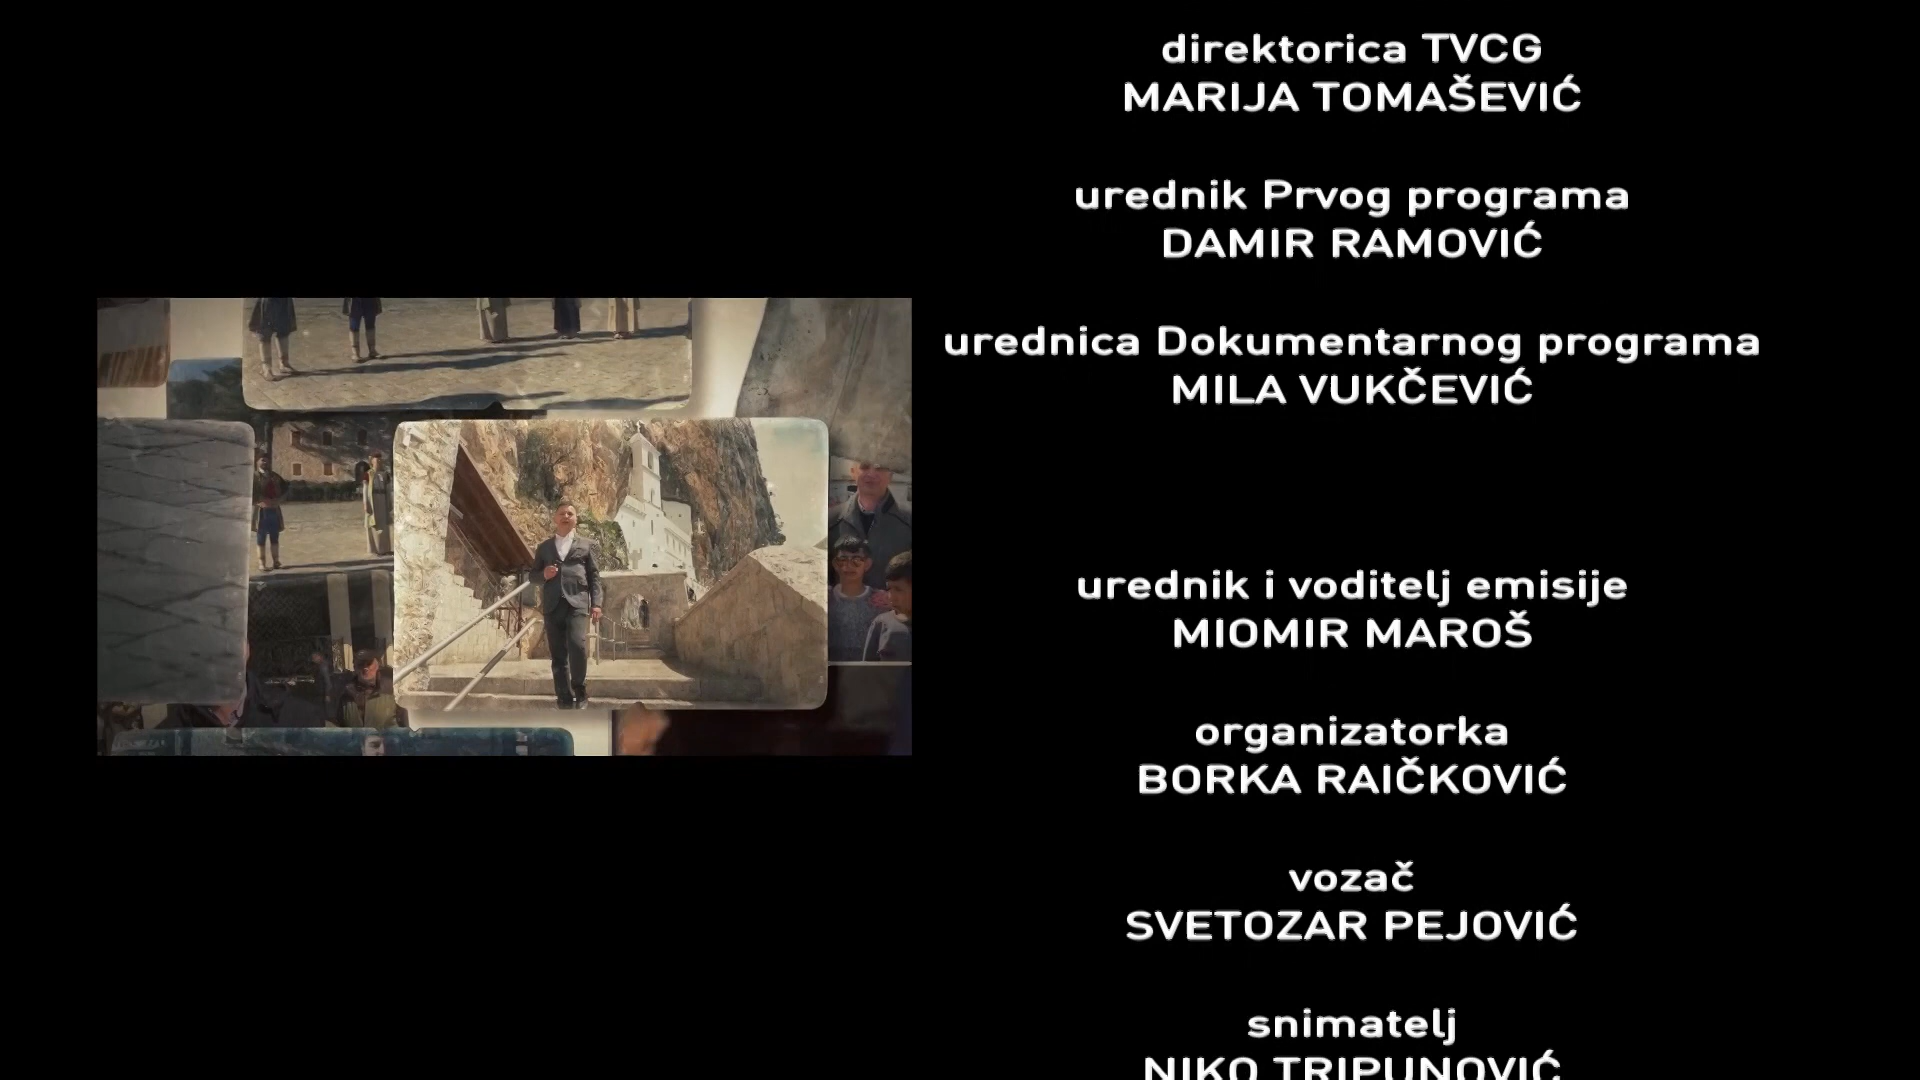 direktorica TVCG
MARIJA TOMAŠEVIĆ
urednik Prvog programa
DAMIR RAMOVIĆ
urednica Dokumentarnog programa
MILA VUKČEVIĆ
urednik i voditelj emisije
MIOMIR MAROŠ
organizatorka
BORKA RAIČKOVIĆ
vozač
SVETOZAR PEJOVIĆ
snimatelj
NIKO TRIPUNOVIĆ